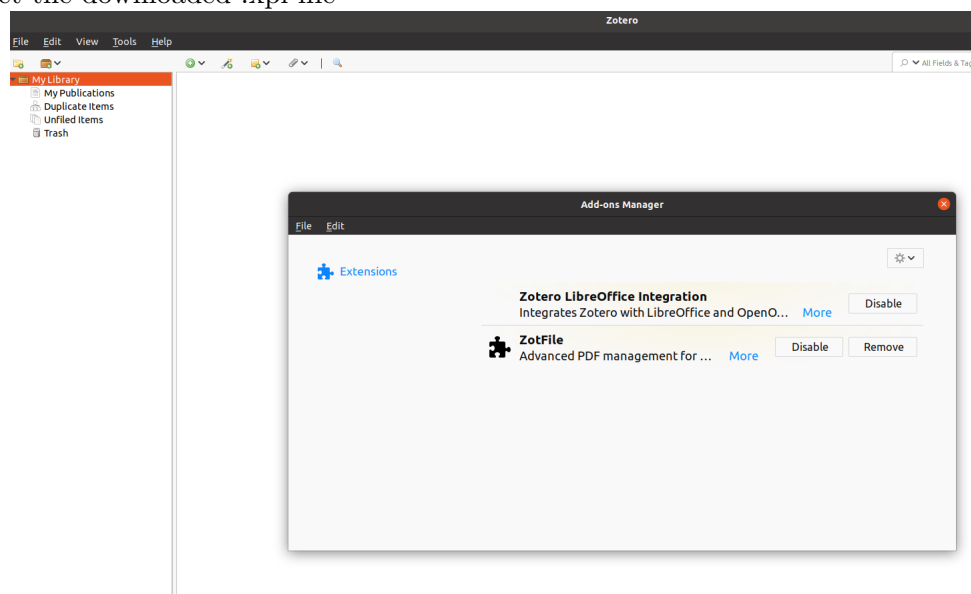 the downloaded .xpi file
Zotero
File Edit View Tools Help
All Fields & Tag
My Library
My Publications
Duplicate Items
Unfiled Items
Trash
Add-ons Manager
File Edit
Extensions
Zotero LibreOffice Integration
Integrates Zotero with LibreOffice and OpenO... More
Disable
ZotFile
Advanced PDF management for ... More
Disable Remove